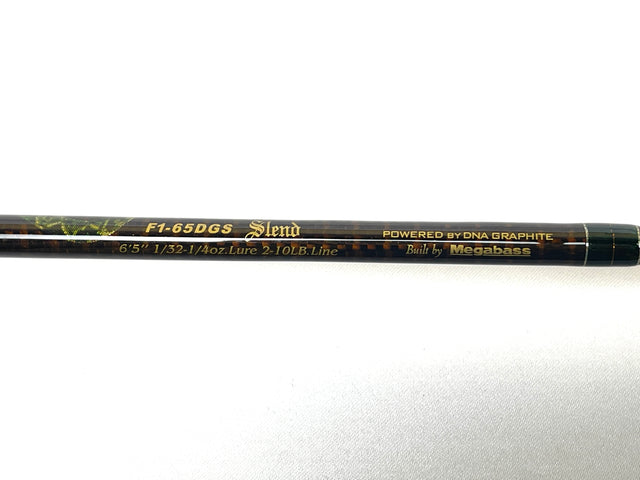 F1-65DGS Slend POWERED BY DNA GRAPHITE
6'5" 1/32-1/4oz.Lure 2-10LB.Line Built by Megabass